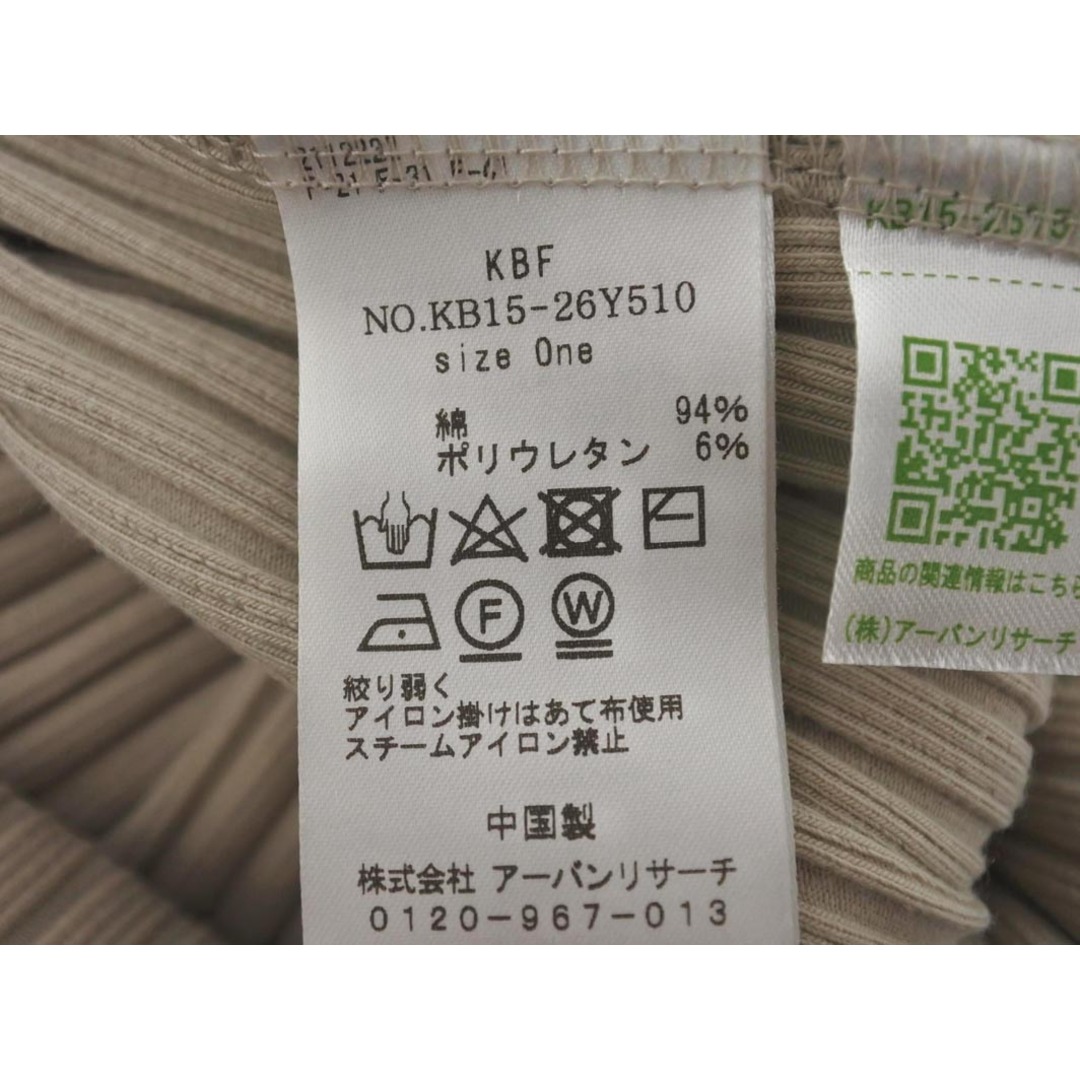 KBF
NO.KB15-26Y510
size One
綿 94%
ポリウレタン 6%
F W
絞り弱く
アイロン掛けはあて布使用
スチームアイロン禁止
中国製
株式会社 アーバンリサーチ
0120-967-013
商品の関連情報はこちら
(株)アーバンリサーチ